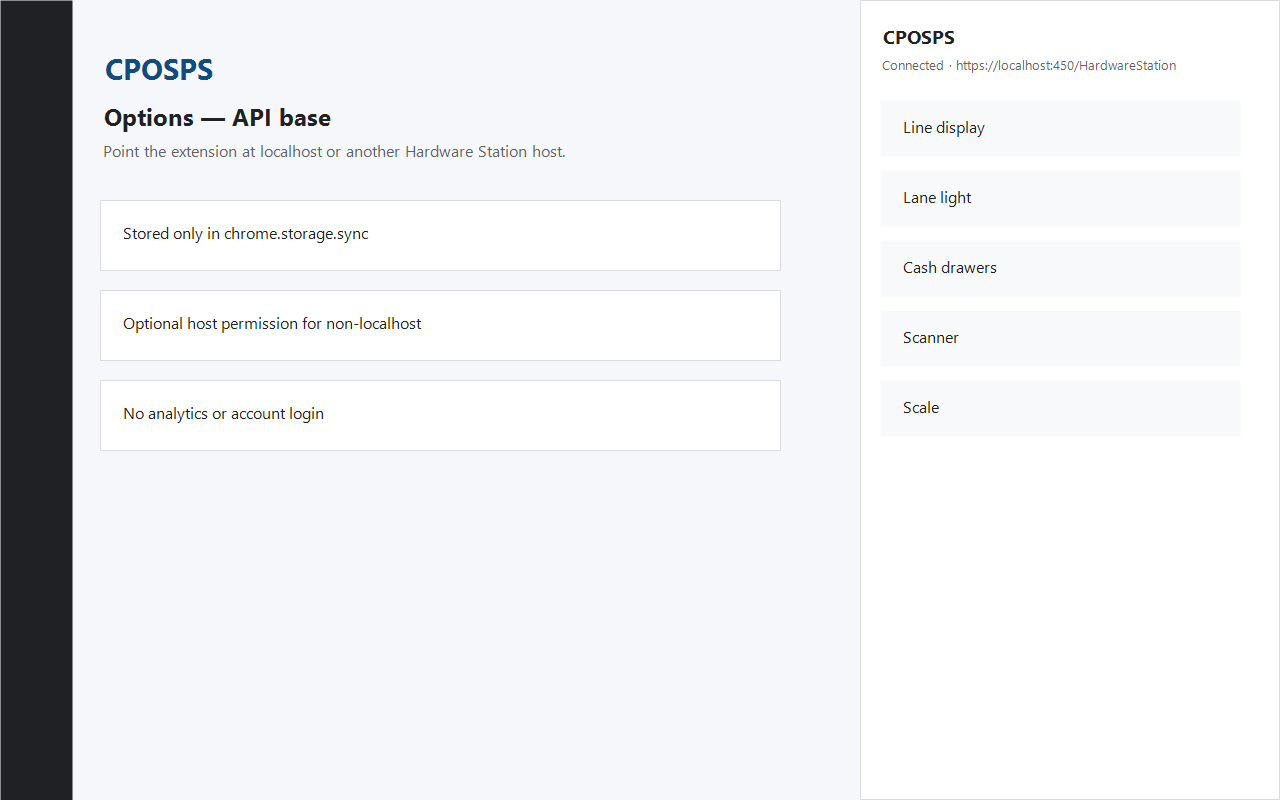 CPOSPS
Options — API base
Point the extension at localhost or another Hardware Station host.
Stored only in chrome.storage.sync
Optional host permission for non-localhost
No analytics or account login
CPOSPS
Connected · https://localhost:450/HardwareStation
Line display
Lane light
Cash drawers
Scanner
Scale